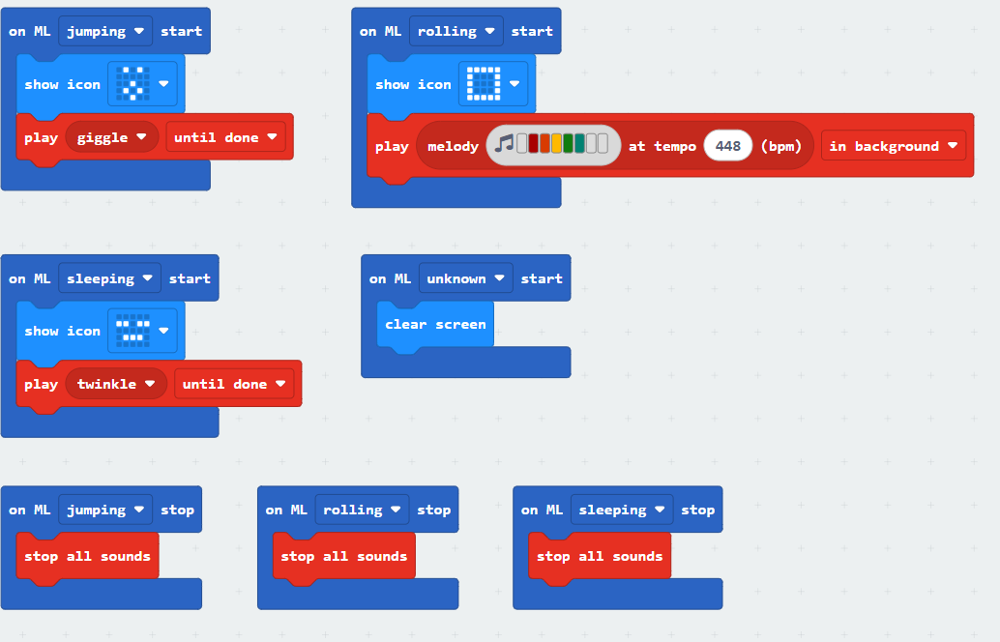 on ML jumping start
show icon
play giggle until done
on ML rolling start
show icon
play melody at tempo 448 (bpm) in background
on ML sleeping start
show icon
play twinkle until done
on ML unknown start
clear screen
on ML jumping stop
stop all sounds
on ML rolling stop
stop all sounds
on ML sleeping stop
stop all sounds